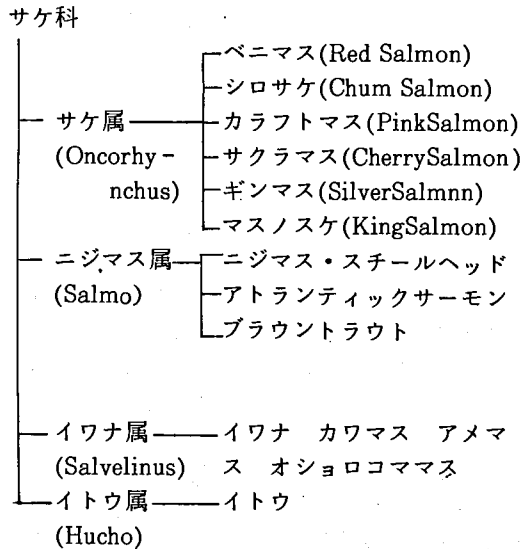 サケ科
ベニマス(Red Salmon)
シロサケ(Chum Salmon)
サケ属 カラフトマス(PinkSalmon)
(Oncorhy- サクラマス(CherrySalmon)
nchus) ギンマス(SilverSalmnn)
マスノスケ(KingSalmon)
ニジマス属 ニジマス・スチールヘッド
(Salmo) アトランティックサーモン
ブラウントラウト
イワナ属 イワナ カワマス アメマ
(Salvelinus) ス オショロコママス
イトウ属 イトウ
(Hucho)